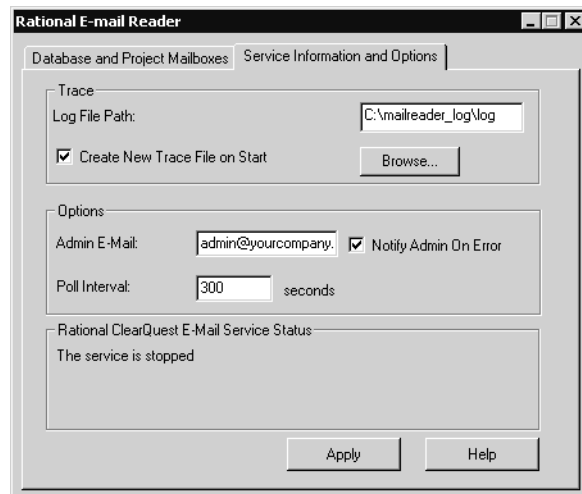 Rational E-mail Reader
Database and Project Mailboxes
Service Information and Options
Trace
Log File Path:
C:\mailreader_log\log
Create New Trace File on Start
Browse...
Options
Admin E-Mail:
admin@yourcompany.
Notify Admin On Error
Poll Interval:
300
seconds
Rational ClearQuest E-Mail Service Status
The service is stopped
Apply
Help